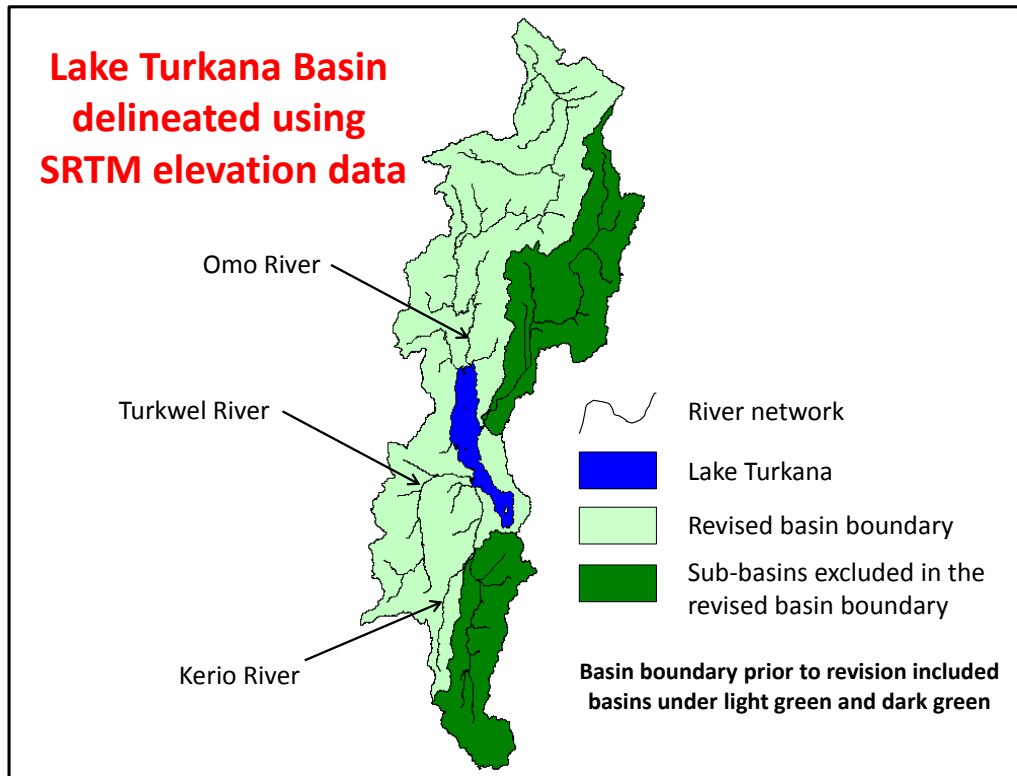 Lake Turkana Basin
delineated using
SRTM elevation data
Omo River
Turkwel River
Kerio River
River network
Lake Turkana
Revised basin boundary
Sub-basins excluded in the
revised basin boundary
Basin boundary prior to revision included
basins under light green and dark green